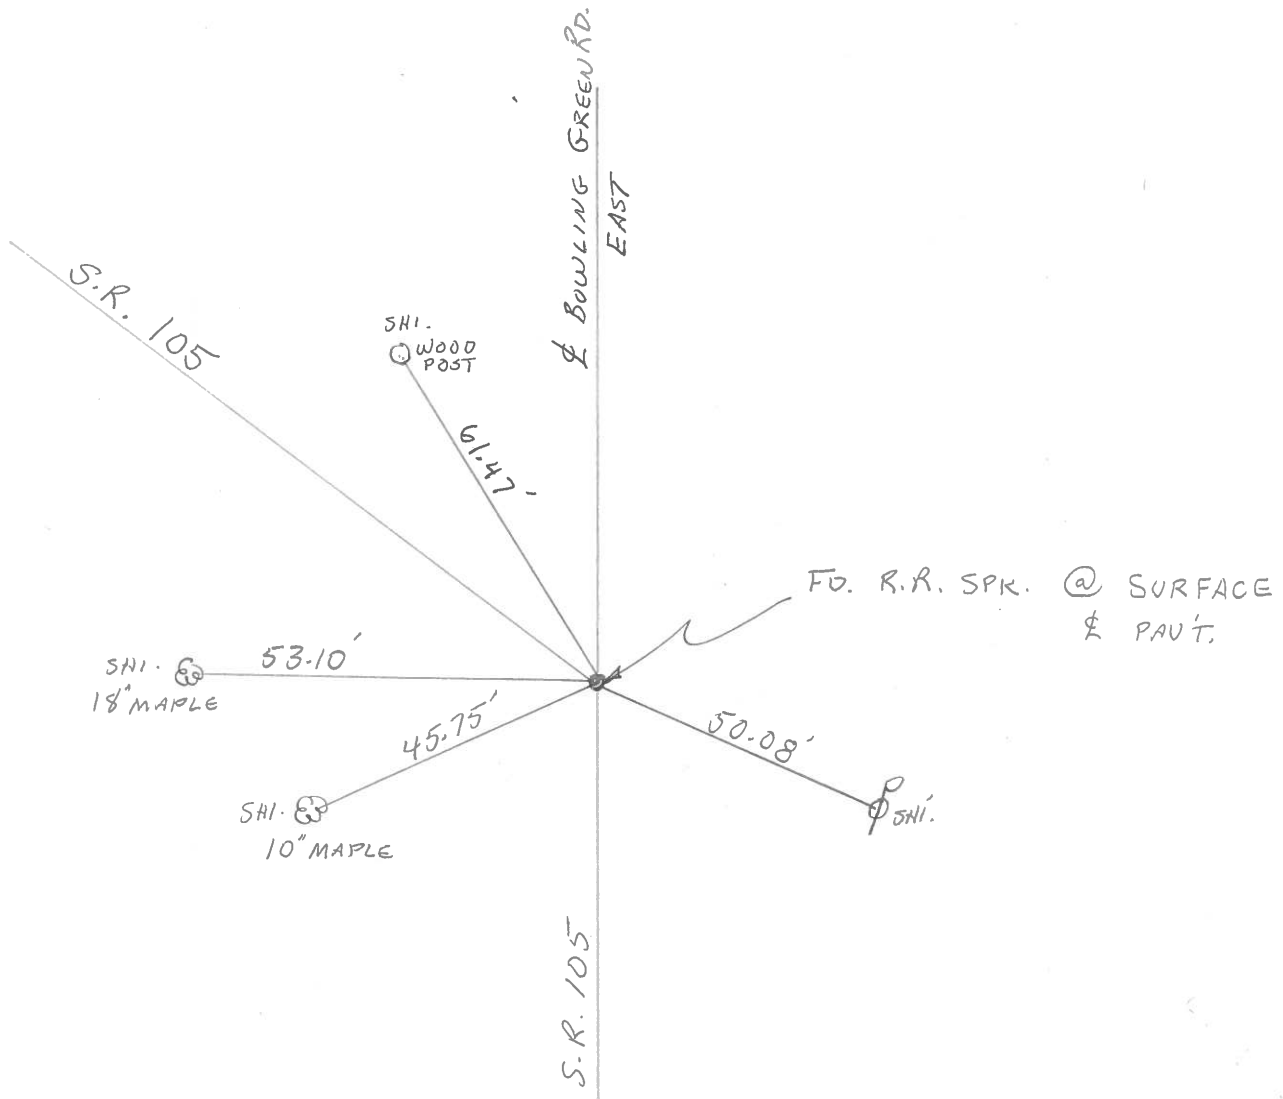 ℄ BOWLING GREEN RD.
EAST
S.R. 105
SHI.
WOOD
POST
61.47'
FD. R.R. SPK. @ SURFACE
℄ PAV'T.
53.10'
SHI.
18" MAPLE
45.75'
50.08'
SHI.
10" MAPLE
SHI.
S.R. 105